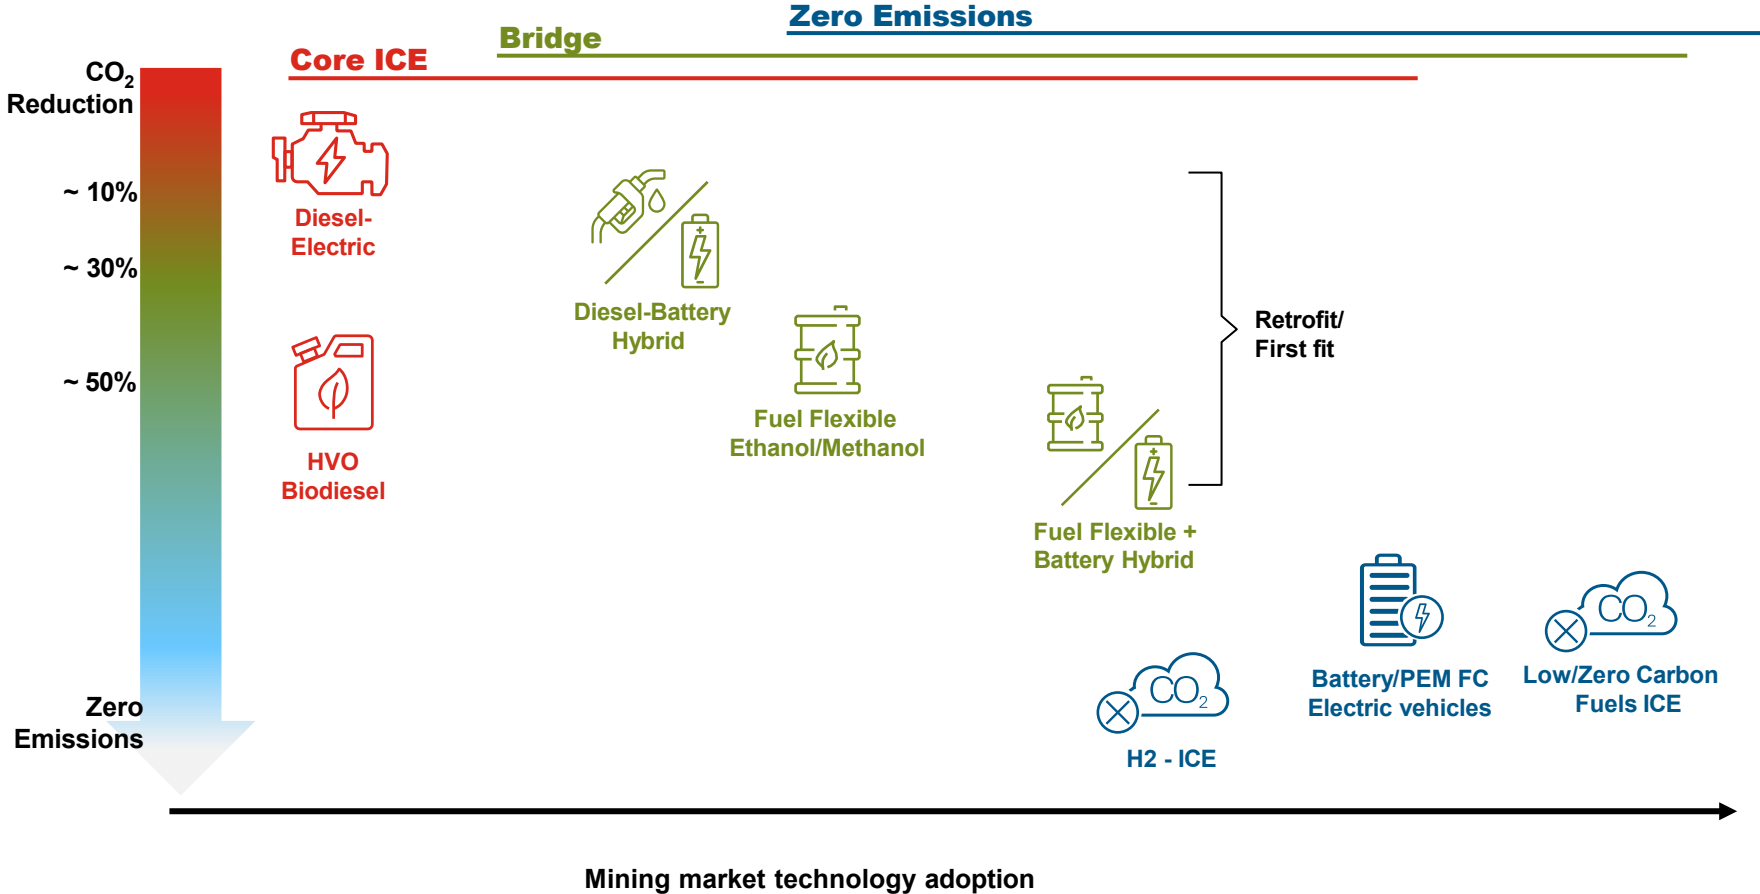 Zero Emissions
Bridge
Core ICE
CO₂
Reduction
~ 10%
~ 30%
~ 50%
Zero
Emissions
Diesel-
Electric
HVO
Biodiesel
Diesel-Battery
Hybrid
Fuel Flexible
Ethanol/Methanol
Fuel Flexible +
Battery Hybrid
Retrofit/
First fit
CO₂
H2 - ICE
Battery/PEM FC
Electric vehicles
CO₂
Low/Zero Carbon
Fuels ICE
Mining market technology adoption